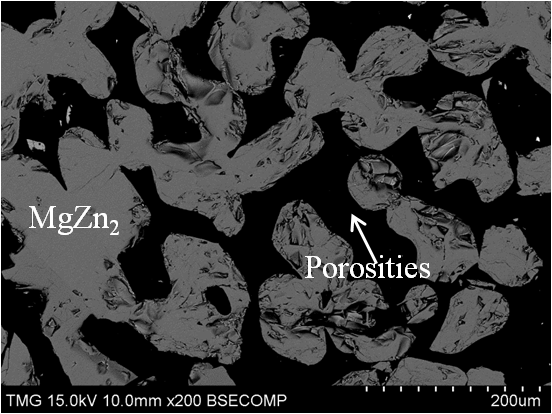 MgZn₂
Porosities
TMG 15.0kV 10.0mm x200 BSECOMP 200um